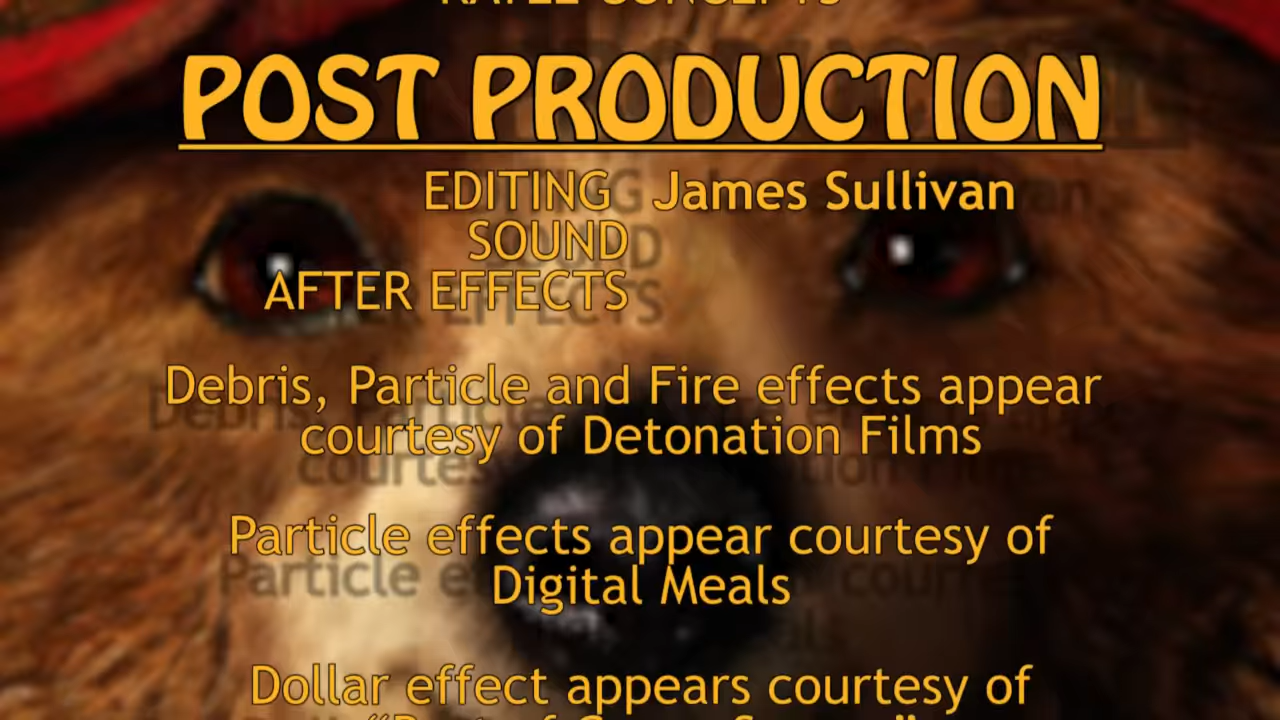 POST PRODUCTION
EDITING James Sullivan
SOUND
AFTER EFFECTS
Debris, Particle and Fire effects appear
courtesy of Detonation Films
Particle effects appear courtesy of
Digital Meals
Dollar effect appears courtesy of